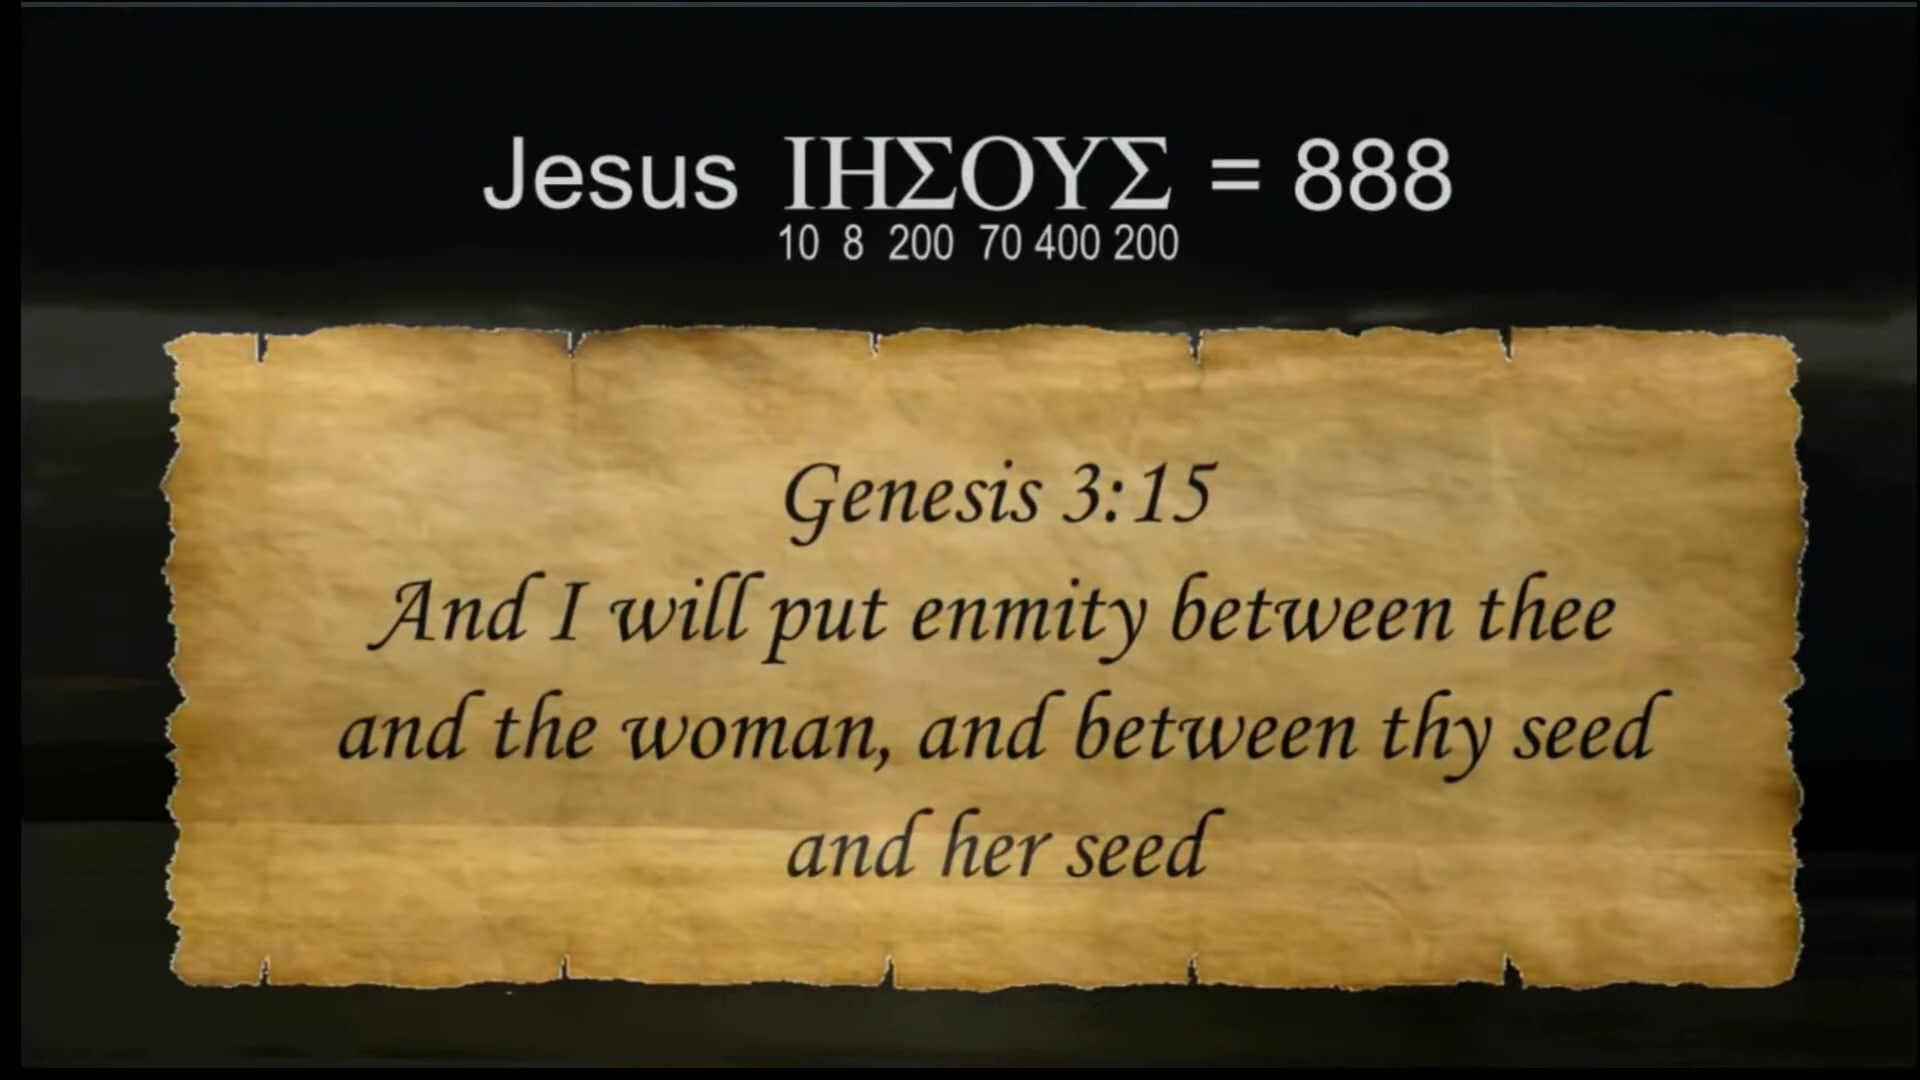 Jesus ΙΗΣΟΥΣ = 888
10 8 200 70 400 200
Genesis 3:15
And I will put enmity between thee
and the woman, and between thy seed
and her seed